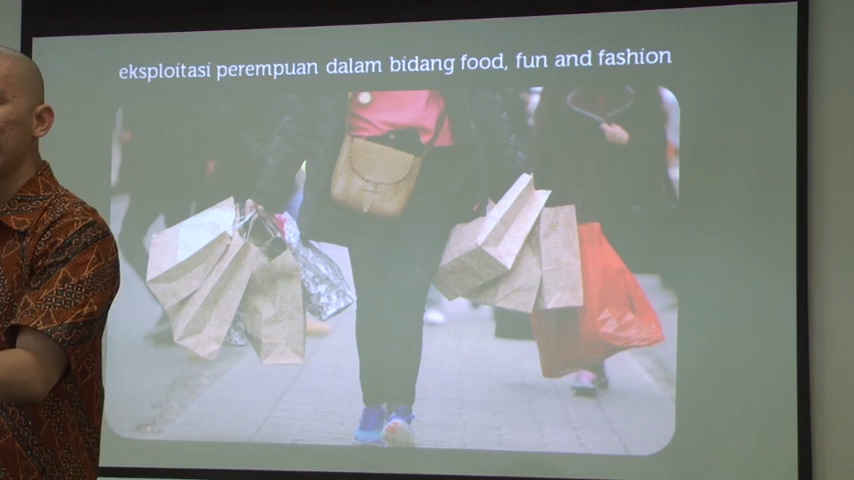 eksploitasi perempuan dalam bidang food, fun and fashion